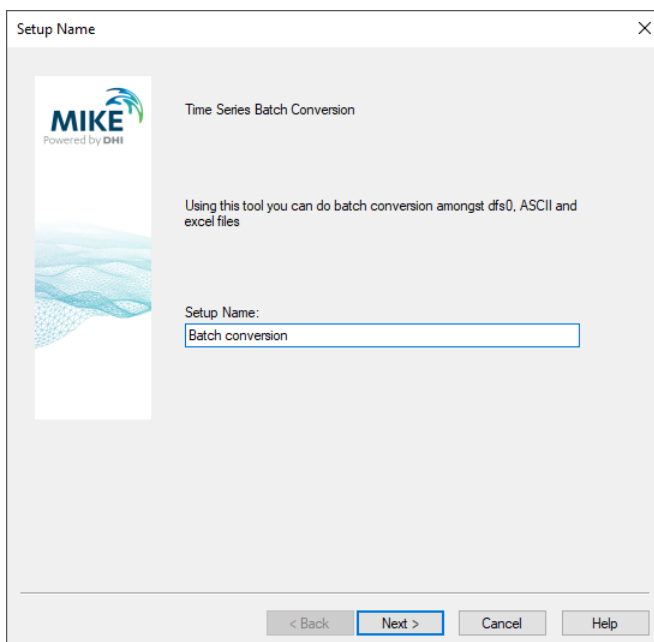 Setup Name
MIKE
Powered by DHI
Time Series Batch Conversion
Using this tool you can do batch conversion amongst dfs0, ASCII and
excel files
Setup Name:
Batch conversion
< Back
Next >
Cancel
Help